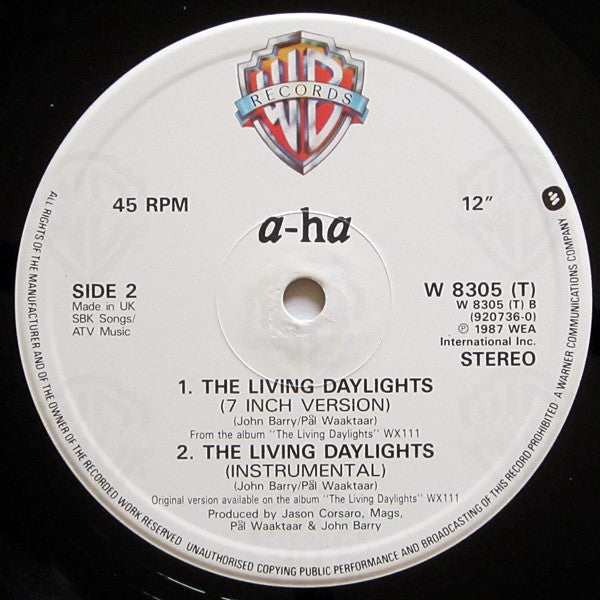 WB
RECORDS
45 RPM
12"
a-ha
SIDE 2
Made in UK
SBK Songs/
ATV Music
W 8305 (T)
W 8305 (T) B
(920736-0)
℗ 1987 WEA
International Inc.
STEREO
1. THE LIVING DAYLIGHTS
(7 INCH VERSION)
(John Barry/Pål Waaktaar)
From the album "The Living Daylights" WX111
2. THE LIVING DAYLIGHTS
(INSTRUMENTAL)
(John Barry/Pål Waaktaar)
Original version available on the album "The Living Daylights" WX111
Produced by Jason Corsaro, Mags,
Pål Waaktaar & John Barry
ALL RIGHTS OF THE MANUFACTURER AND OF THE OWNER OF THE RECORDED WORK RESERVED UNAUTHORISED COPYING PUBLIC PERFORMANCE AND BROADCASTING OF THIS RECORD PROHIBITED A WARNER COMMUNICATIONS COMPANY